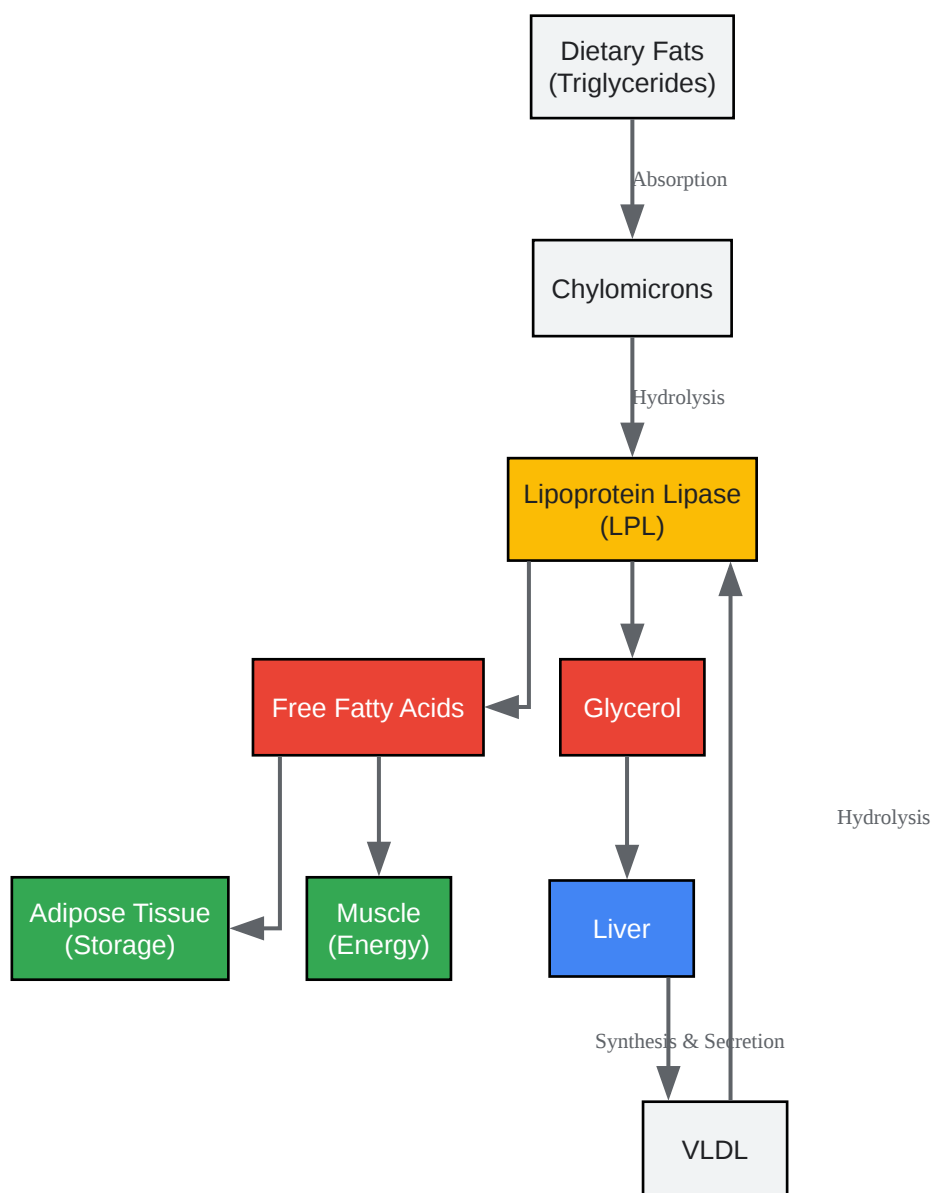 Dietary Fats
(Triglycerides)
Absorption
Chylomicrons
Hydrolysis
Lipoprotein Lipase
(LPL)
Free Fatty Acids
Glycerol
Hydrolysis
Adipose Tissue
(Storage)
Muscle
(Energy)
Liver
Synthesis & Secretion
VLDL